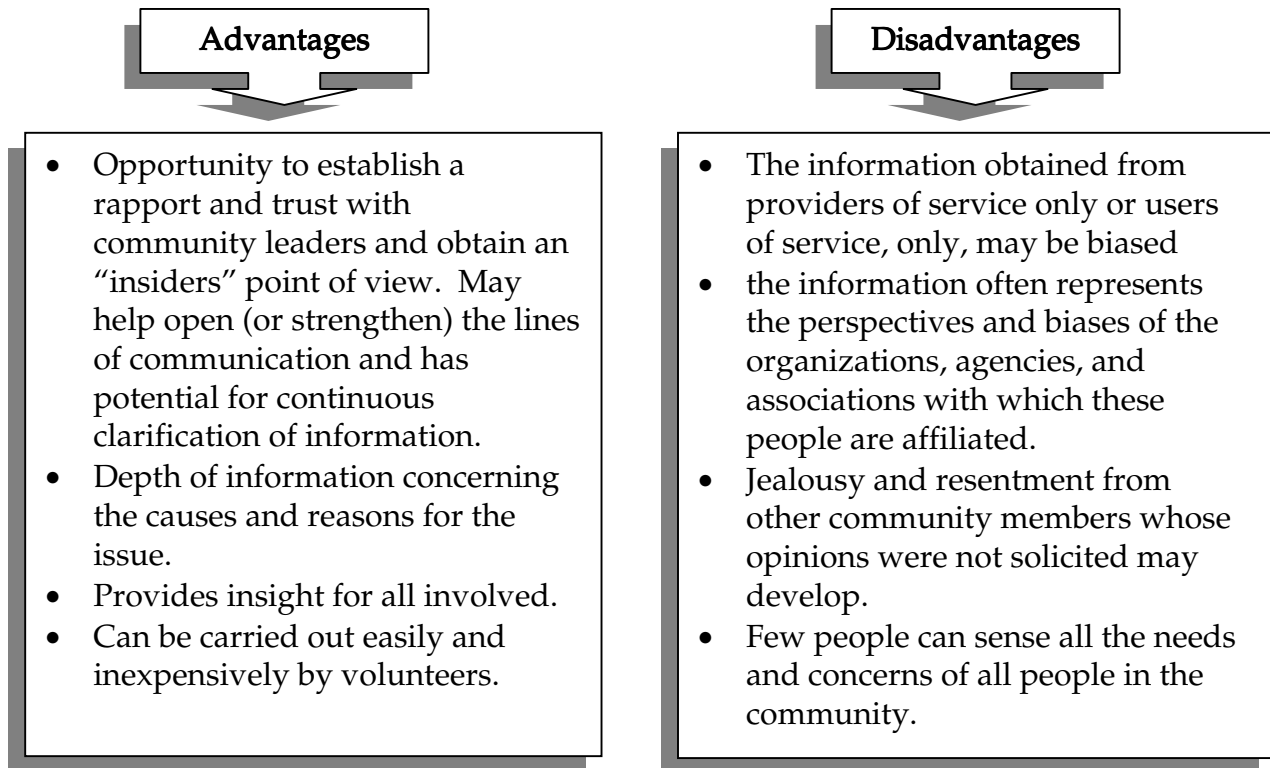 Advantages
• Opportunity to establish a
rapport and trust with
community leaders and obtain an
“insiders” point of view.  May
help open (or strengthen) the lines
of communication and has
potential for continuous
clarification of information.
• Depth of information concerning
the causes and reasons for the
issue.
• Provides insight for all involved.
• Can be carried out easily and
inexpensively by volunteers.
Disadvantages
• The information obtained from
providers of service only or users
of service, only, may be biased
• the information often represents
the perspectives and biases of the
organizations, agencies, and
associations with which these
people are affiliated.
• Jealousy and resentment from
other community members whose
opinions were not solicited may
develop.
• Few people can sense all the needs
and concerns of all people in the
community.